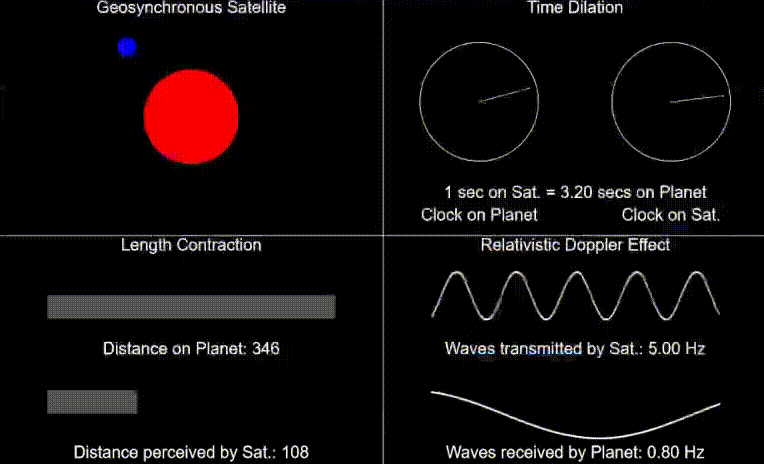 Geosynchronous Satellite
Time Dilation
1 sec on Sat. = 3.20 secs on Planet
Clock on Planet
Clock on Sat.
Length Contraction
Distance on Planet: 346
Distance perceived by Sat.: 108
Relativistic Doppler Effect
Waves transmitted by Sat.: 5.00 Hz
Waves received by Planet: 0.80 Hz